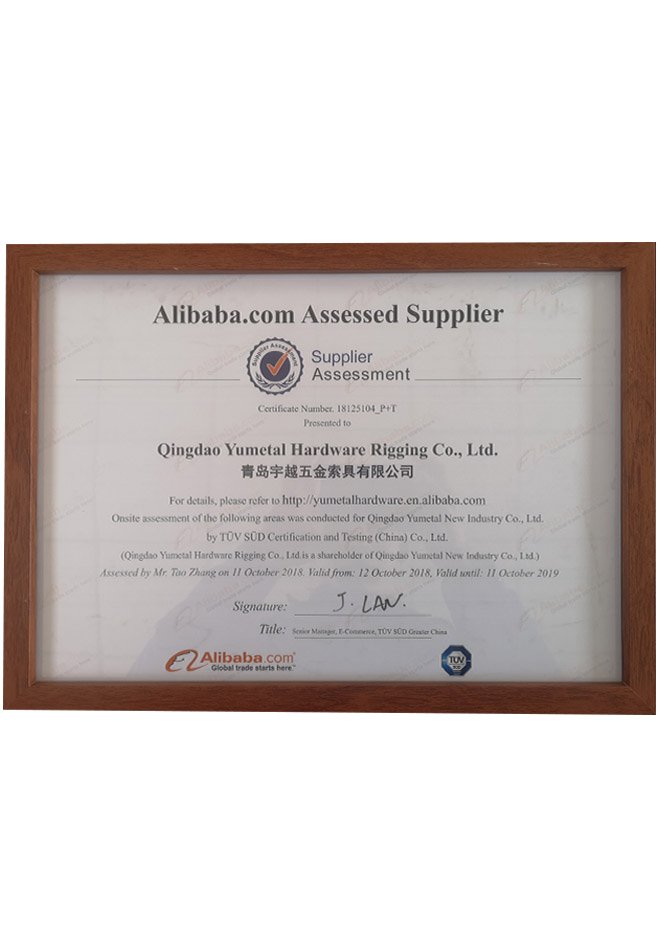 Alibaba.com Assessed Supplier
Supplier Assessment
Supplier
Assessment
Certificate Number. 18125104_P+T
Presented to
Qingdao Yumetal Hardware Rigging Co., Ltd.
青岛宇越五金索具有限公司
For details, please refer to http://yumetalhardware.en.alibaba.com
Onsite assessment of the following areas was conducted for Qingdao Yumetal New Industry Co., Ltd.
by TÜV SÜD Certification and Testing (China) Co., Ltd.
(Qingdao Yumetal Hardware Rigging Co., Ltd.is a shareholder of Qingdao Yumetal New Industry Co., Ltd.)
Assessed by Mr. Tao Zhang on 11 October 2018. Valid from: 12 October 2018, Valid until: 11 October 2019
Signature: J. LAN.
Title: Senior Manager, E-Commerce, TÜV SÜD Greater China
Alibaba.com
Global trade starts here.™
TÜV
SÜD